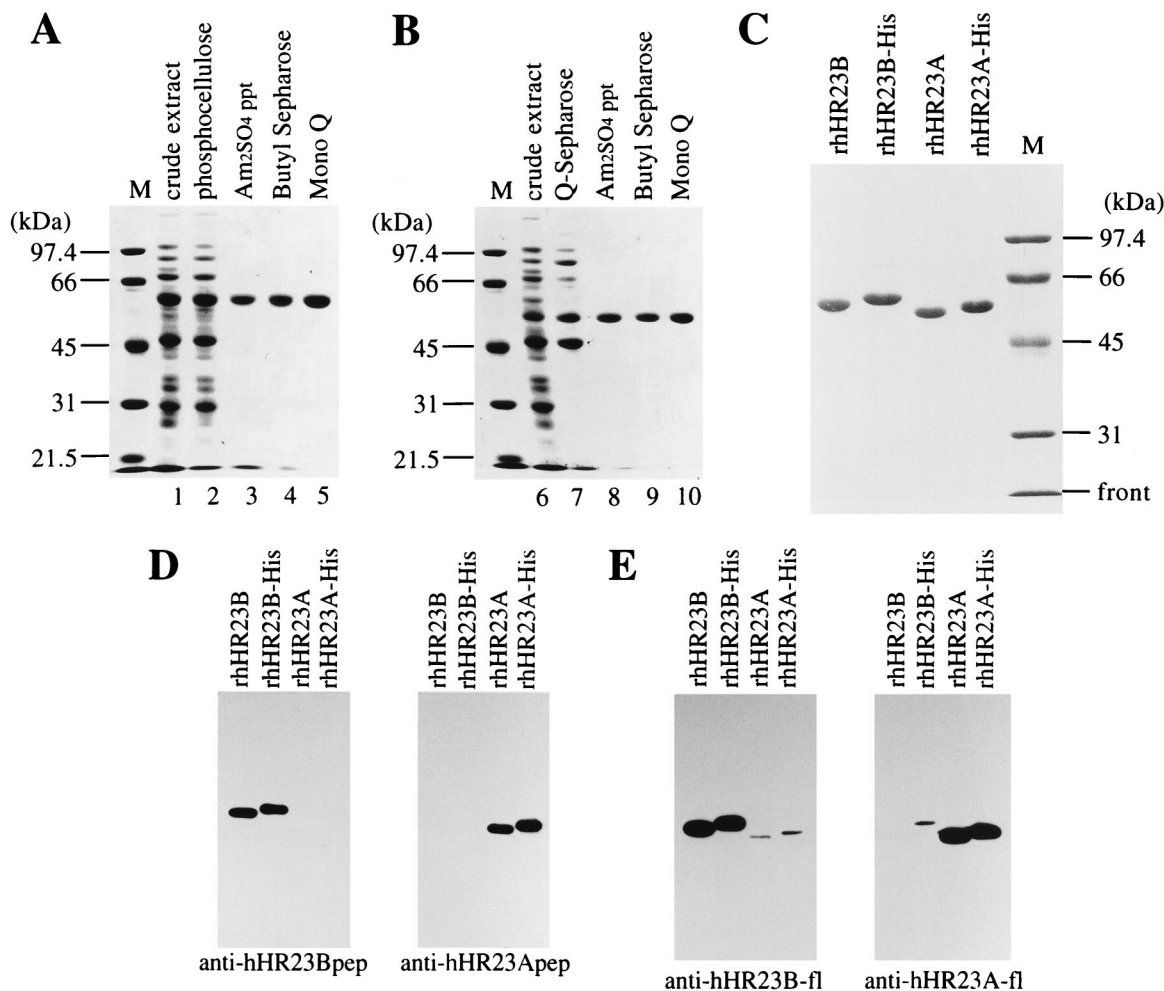 A
M
crude extract
phosphocellulose
Am2SO4 ppt
Butyl Sepharose
Mono Q
(kDa)
97.4
66
45
31
21.5
1 2 3 4 5
B
M
crude extract
Q-Sepharose
Am2SO4 ppt
Butyl Sepharose
Mono Q
(kDa)
97.4
66
45
31
21.5
6 7 8 9 10
C
rhHR23B
rhHR23B-His
rhHR23A
rhHR23A-His
M
(kDa)
97.4
66
45
31
front
D
rhHR23B
rhHR23B-His
rhHR23A
rhHR23A-His
anti-hHR23Bpep
rhHR23B
rhHR23B-His
rhHR23A
rhHR23A-His
anti-hHR23Apep
E
rhHR23B
rhHR23B-His
rhHR23A
rhHR23A-His
anti-hHR23B-fl
rhHR23B
rhHR23B-His
rhHR23A
rhHR23A-His
anti-hHR23A-fl